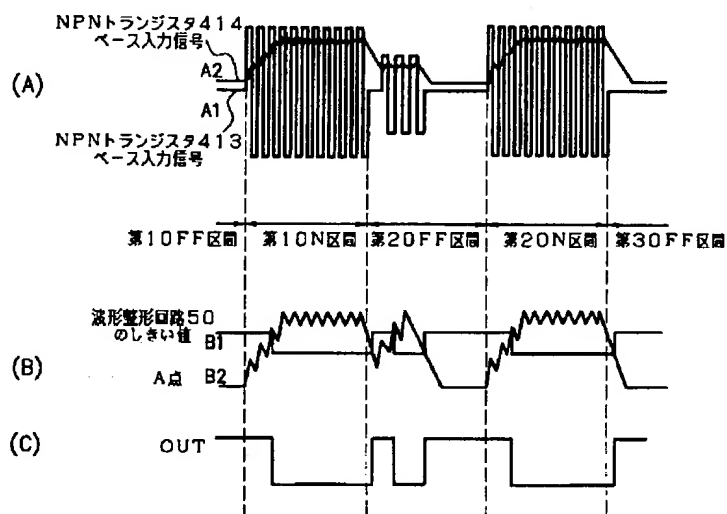 NPNトランジスタ414
ベース入力信号
A2
(A)
A1
NPNトランジスタ413
ベース入力信号
第1OFF区間
第1ON区間
第2OFF区間
第2ON区間
第3OFF区間
波形整形回路50
のしきい値
B1
(B)
A点
B2
(C)
OUT